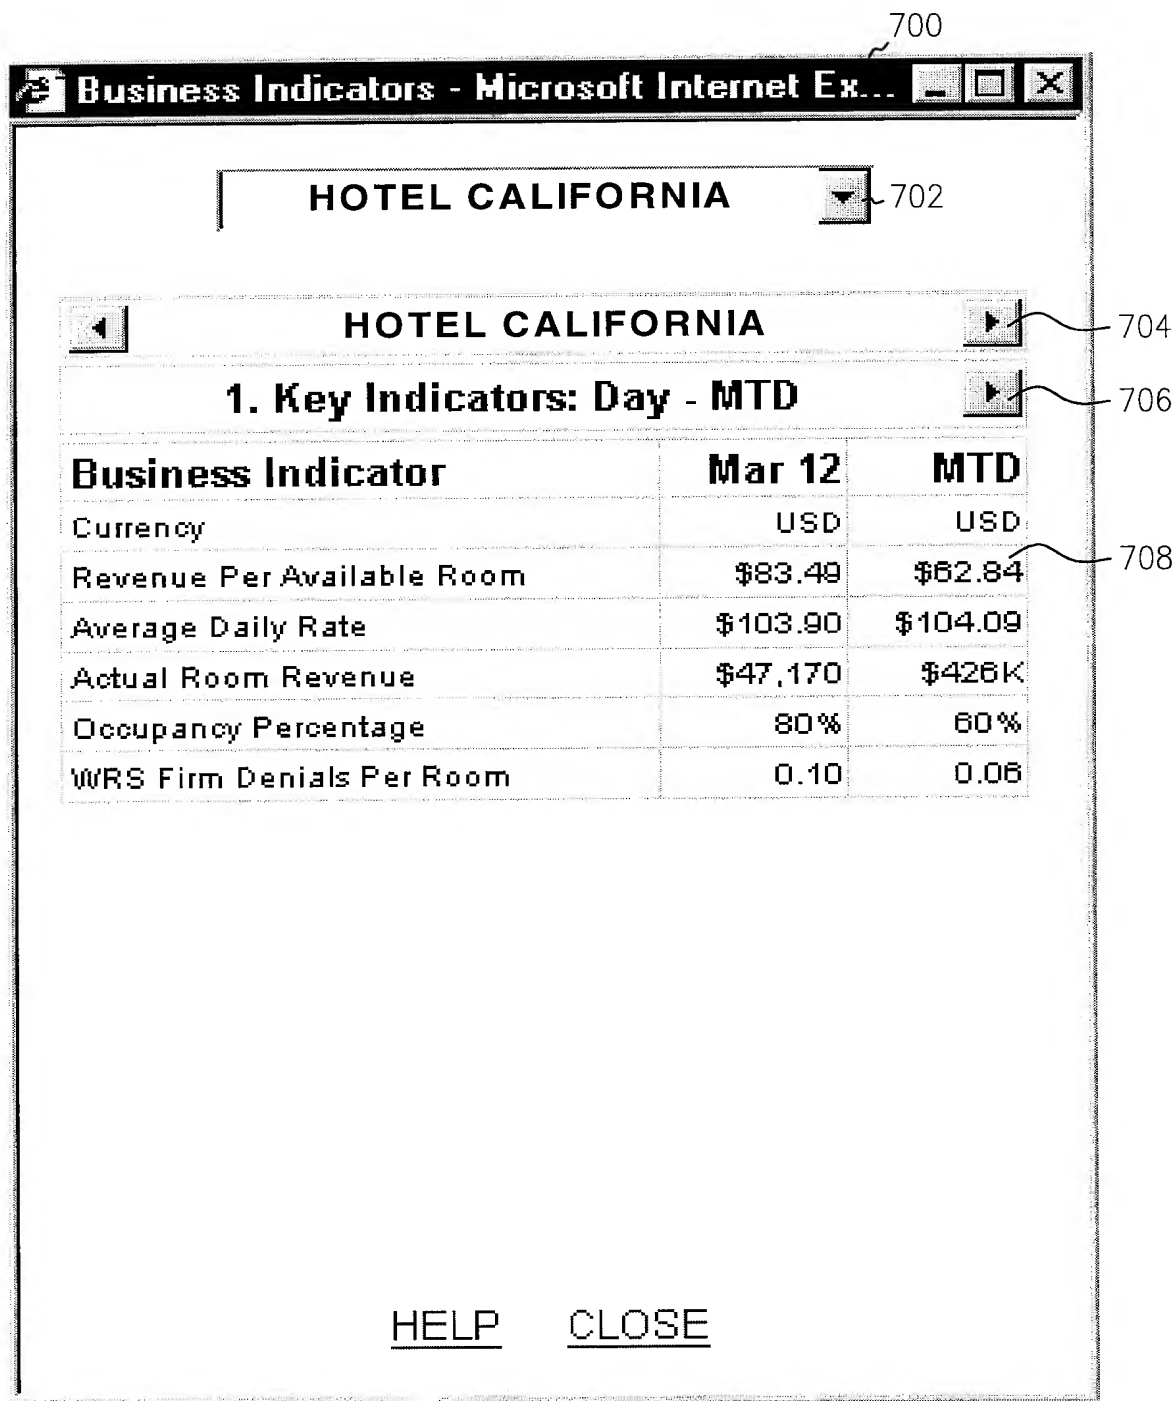 700
Business Indicators - Microsoft Internet Ex...
HOTEL CALIFORNIA
702
HOTEL CALIFORNIA
704
1. Key Indicators: Day - MTD
706
Business Indicator Mar 12 MTD
Currency USD USD
708
Revenue Per Available Room $83.49 $62.84
Average Daily Rate $103.90 $104.09
Actual Room Revenue $47,170 $426K
Occupancy Percentage 80% 60%
WRS Firm Denials Per Room 0.10 0.06
HELP CLOSE